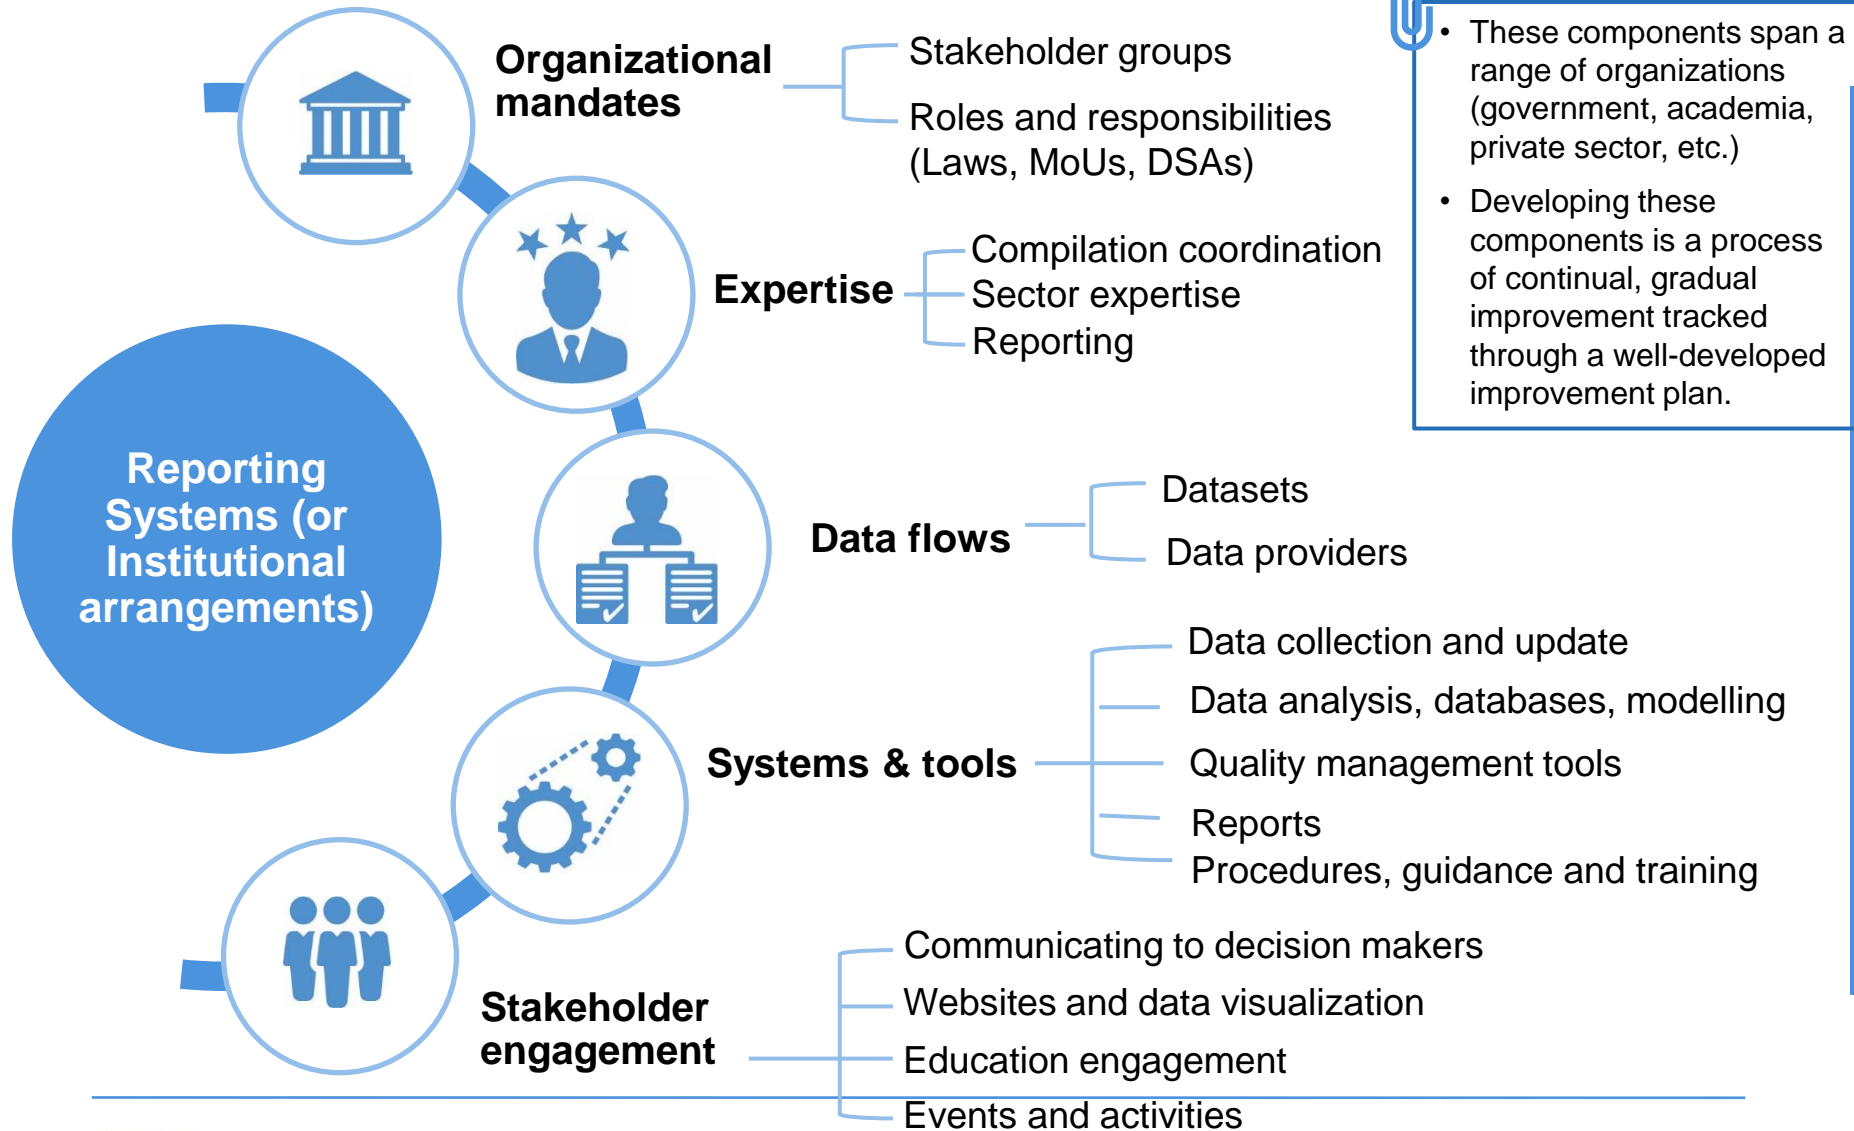 Reporting
Systems (or
Institutional
arrangements)
Organizational
mandates
Stakeholder groups
Roles and responsibilities
(Laws, MoUs, DSAs)
Expertise
Compilation coordination
Sector expertise
Reporting
Data flows
Datasets
Data providers
Systems & tools
Data collection and update
Data analysis, databases, modelling
Quality management tools
Reports
Procedures, guidance and training
Stakeholder
engagement
Communicating to decision makers
Websites and data visualization
Education engagement
Events and activities
• These components span a
range of organizations
(government, academia,
private sector, etc.)
• Developing these
components is a process
of continual, gradual
improvement tracked
through a well-developed
improvement plan.